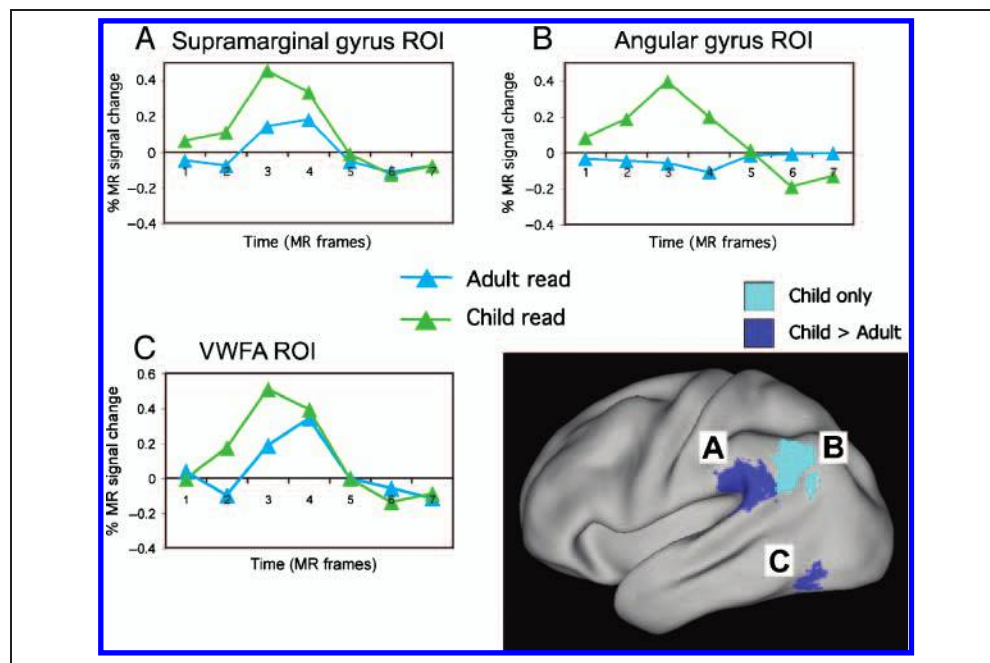 A Supramarginal gyrus ROI
% MR signal change
0.4
0.2
0
−0.2
−0.4
1 2 3 4 5 6 7
Time (MR frames)
B Angular gyrus ROI
% MR signal change
0.4
0.2
0
−0.2
−0.4
1 2 3 4 5 6 7
Time (MR frames)
Adult read
Child read
Child only
Child > Adult
C VWFA ROI
% MR signal change
0.6
0.4
0.2
0
−0.2
−0.4
1 2 3 4 5 6 7
Time (MR frames)
A
B
C